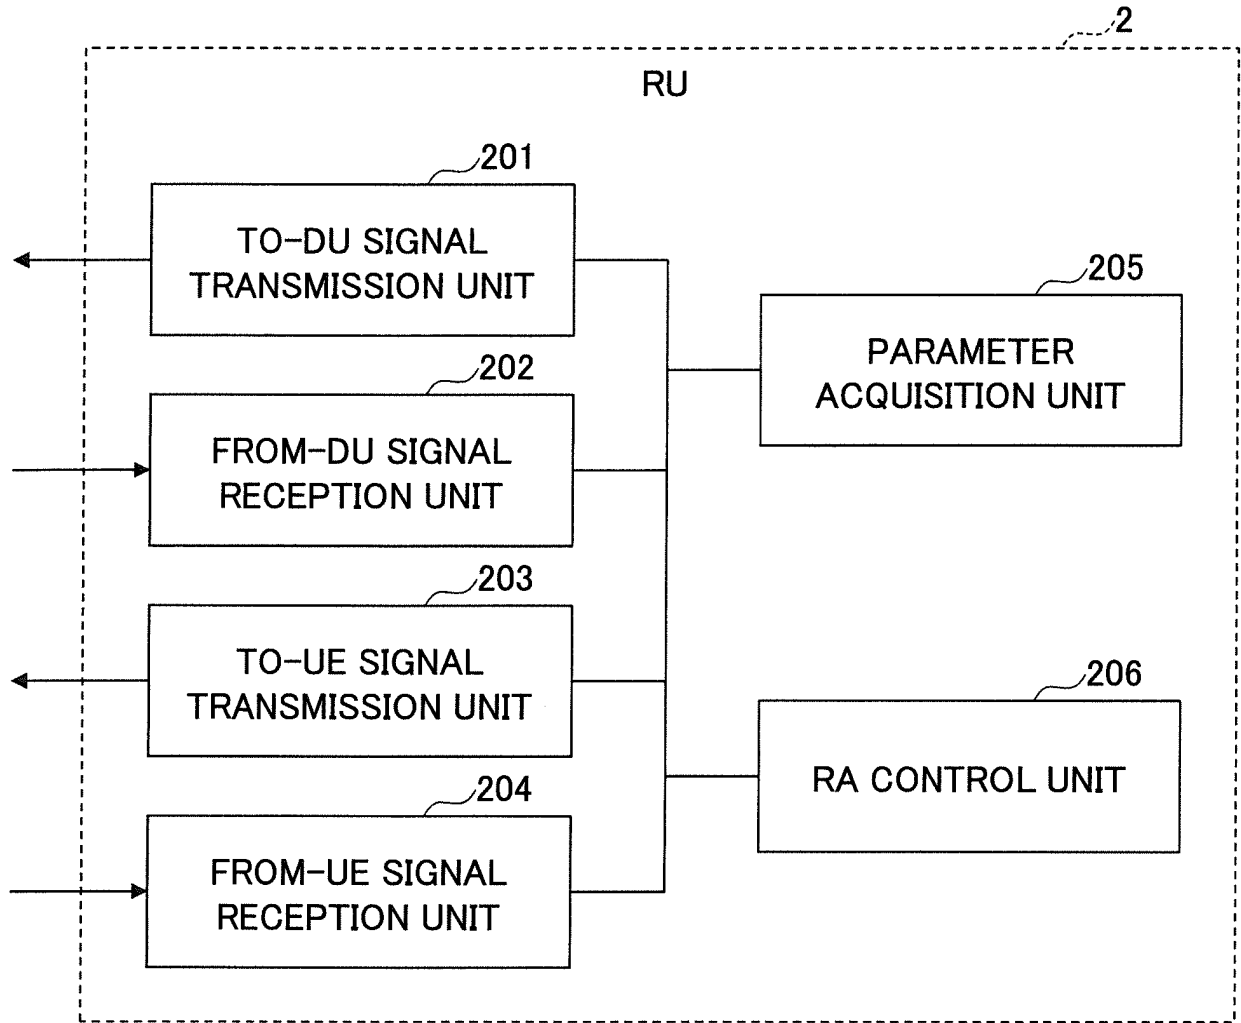 2
RU
201
TO-DU SIGNAL
TRANSMISSION UNIT
202
FROM-DU SIGNAL
RECEPTION UNIT
203
TO-UE SIGNAL
TRANSMISSION UNIT
204
FROM-UE SIGNAL
RECEPTION UNIT
205
PARAMETER
ACQUISITION UNIT
206
RA CONTROL UNIT